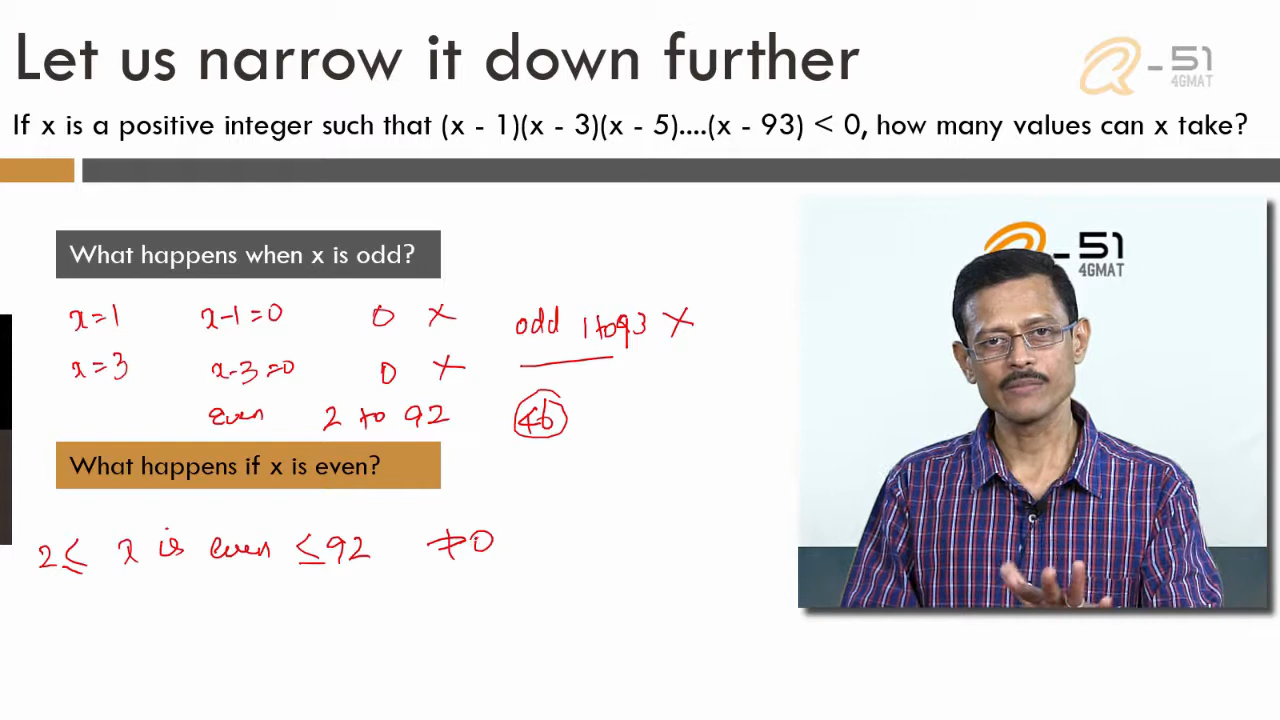 Let us narrow it down further
- 51
4GMAT
If x is a positive integer such that (x - 1)(x - 3)(x - 5)....(x - 93) < 0, how many values can x take?
What happens when x is odd?
x=1 x-1=0 0 ×
odd 1 to 93 ×
x=3 x-3=0 0 ×
even 2 to 92 46
What happens if x is even?
2≤ x is even ≤92 ≠0
- 51
4GMAT